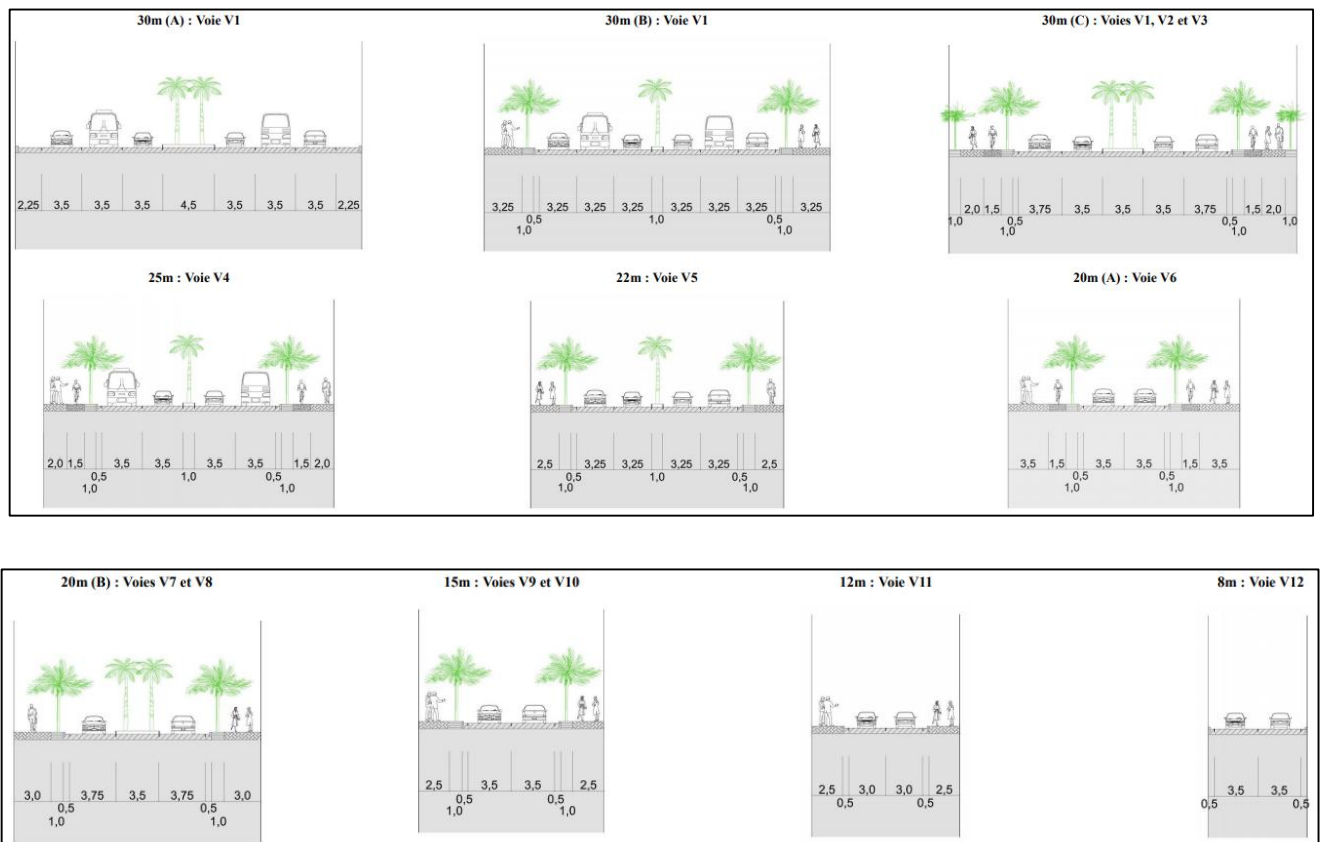 30m (A) : Voie V1
2,25 3,5 3,5 3,5 4,5 3,5 3,5 3,5 2,25
30m (B) : Voie V1
3,25 0,5 3,25 3,25 3,25 1,0 3,25 3,25 3,25 0,5 3,25
1,0 1,0
30m (C) : Voies V1, V2 et V3
1,0 2,0 1,5 0,5 3,75 3,5 3,5 3,5 3,75 0,5 1,5 2,0 1,0
1,0 1,0
25m : Voie V4
2,0 1,5 0,5 3,5 3,5 1,0 3,5 3,5 0,5 1,5 2,0
1,0 1,0
22m : Voie V5
2,5 0,5 3,25 3,25 1,0 3,25 3,25 0,5 2,5
1,0 1,0
20m (A) : Voie V6
3,5 1,5 0,5 3,5 3,5 0,5 1,5 3,5
1,0 1,0
20m (B) : Voies V7 et V8
3,0 0,5 3,75 3,5 3,75 0,5 3,0
1,0 1,0
15m : Voies V9 et V10
2,5 0,5 3,5 3,5 0,5 2,5
1,0 1,0
12m : Voie V11
2,5 0,5 3,0 3,0 0,5 2,5
8m : Voie V12
0,5 3,5 3,5 0,5